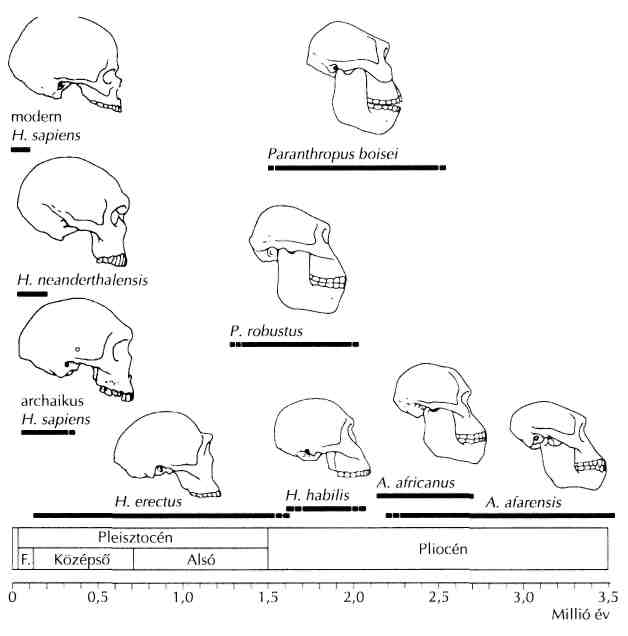 modern
H. sapiens
Paranthropus boisei
H. neanderthalensis
P. robustus
archaikus
H. sapiens
H. erectus
H. habilis
A. africanus
A. afarensis
Pleisztocén
Pliocén
F.
Középső
Alsó
0
0,5
1,0
1,5
2,0
2,5
3,0
3,5
Millió év